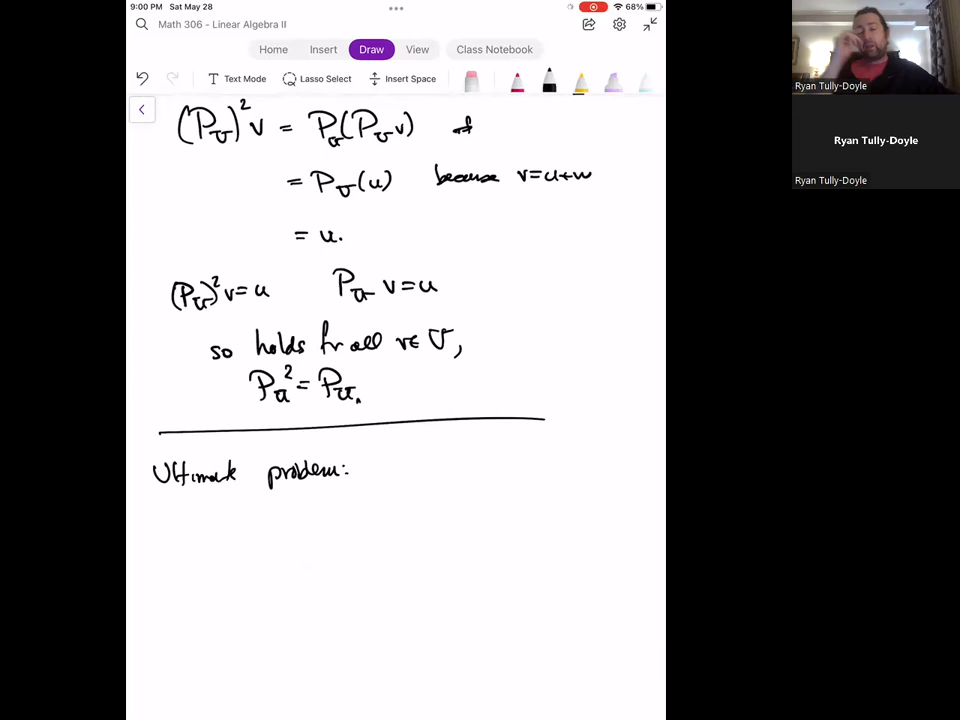 9:00 PM Sat May 28
68%
Math 306 - Linear Algebra II
Home Insert Draw View Class Notebook
Text Mode Lasso Select Insert Space
(P_U)^2 v = P_U(P_U v)
= P_U(u) because v=u+w
= u.
(P_U)^2 v = u P_U v = u
so holds for all v∈V,
P_U^2 = P_U.
Ultimate problem:
Ryan Tully-Doyle
Ryan Tully-Doyle
Ryan Tully-Doyle